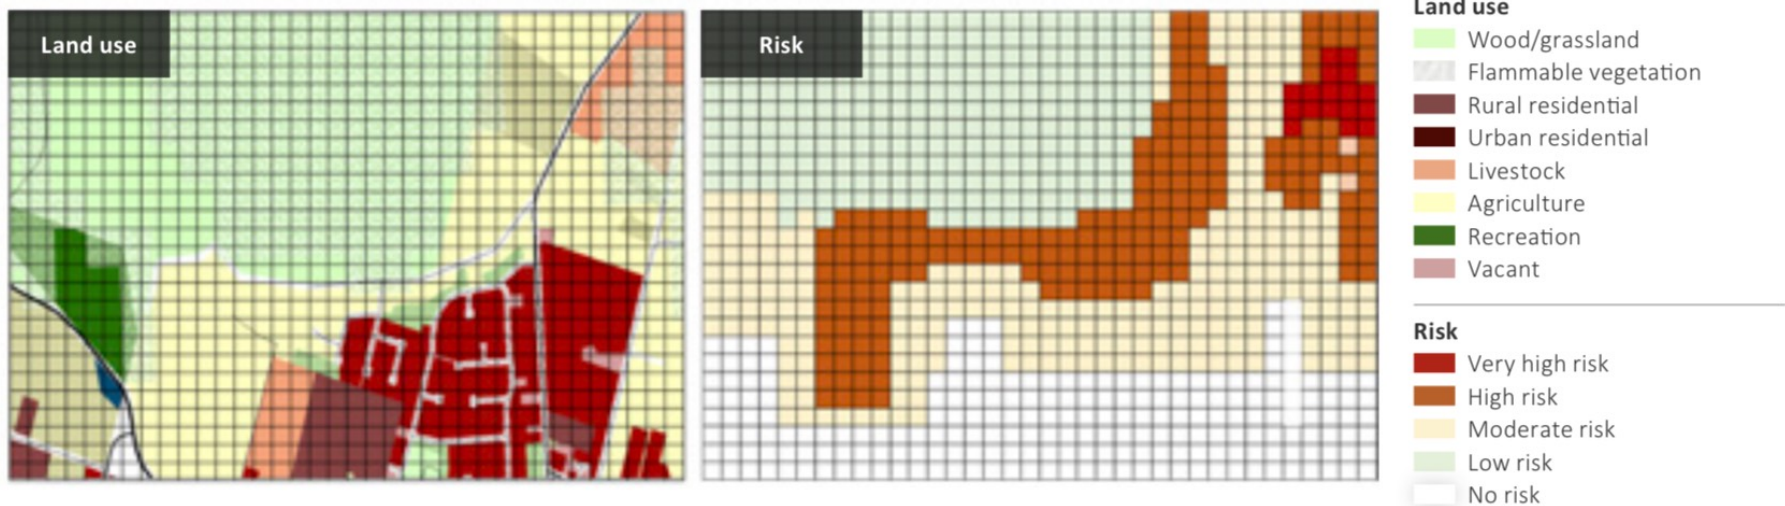 Land use
Risk
Land use
Wood/grassland
Flammable vegetation
Rural residential
Urban residential
Livestock
Agriculture
Recreation
Vacant
Risk
Very high risk
High risk
Moderate risk
Low risk
No risk